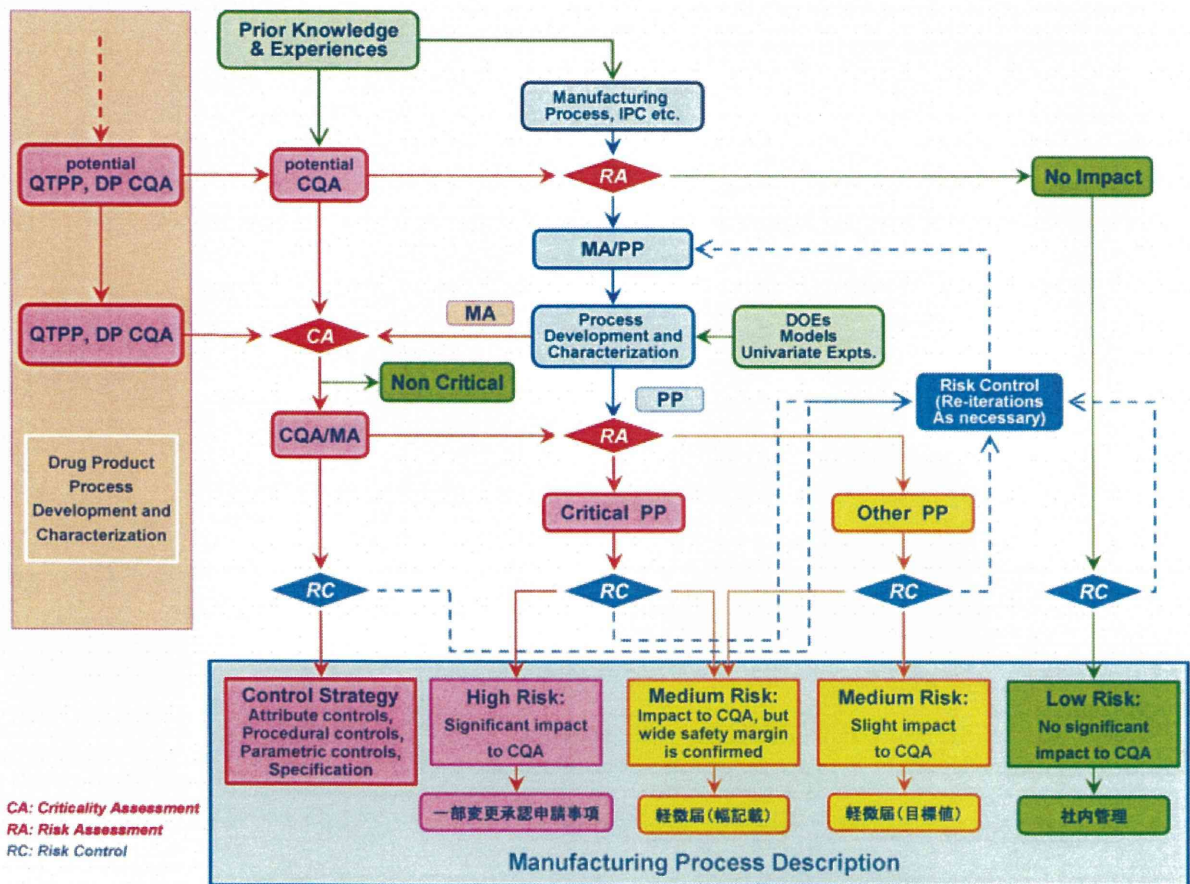 Prior Knowledge
& Experiences
Manufacturing
Process, IPC etc.
potential
QTPP, DP CQA
potential
CQA
RA
No Impact
MA/PP
QTPP, DP CQA
CA
MA
Process
Development and
Characterization
DOEs
Models
Univariate Expts.
Non Critical
PP
Risk Control
(Re-iterations
As necessary)
CQA/MA
RA
Drug Product
Process
Development and
Characterization
Critical PP
Other PP
RC
RC
RC
RC
Control Strategy
Attribute controls,
Procedural controls,
Parametric controls,
Specification
High Risk:
Significant impact
to CQA
Medium Risk:
Impact to CQA, but
wide safety margin
is confirmed
Medium Risk:
Slight impact
to CQA
Low Risk:
No significant
impact to CQA
一部変更承認申請事項
軽微届(幅記載)
軽微届(目標値)
社内管理
CA: Criticality Assessment
RA: Risk Assessment
RC: Risk Control
Manufacturing Process Description